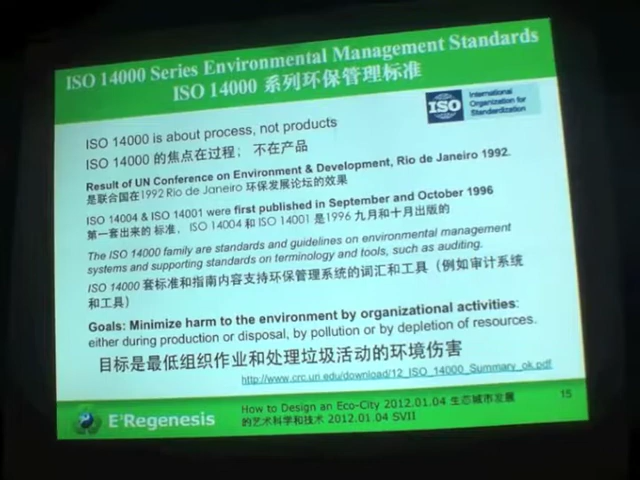 ISO 14000 Series Environmental Management Standards
ISO 14000 系列环保管理标准
ISO
International
Organization for
Standardization
ISO 14000 is about process, not products
ISO 14000 的焦点在过程； 不在产品
Result of UN Conference on Environment & Development, Rio de Janeiro 1992.
是联合国在1992 Rio de Janeiro 环保发展论坛的效果
ISO 14004 & ISO 14001 were first published in September and October 1996
第一套出来的 标准， ISO 14004 和 ISO 14001 是1996 九月和十月出版的
The ISO 14000 family are standards and guidelines on environmental management
systems and supporting standards on terminology and tools, such as auditing.
ISO 14000 套标准和指南内容支持环保管理系统的词汇和工具（例如审计系统
和工具）
Goals: Minimize harm to the environment by organizational activities:
either during production or disposal, by pollution or by depletion of resources.
目标是最低组织作业和处理垃圾活动的环境伤害
http://www.crc.uri.edu/download/12_ISO_14000_Summary_ok.pdf
E³Regenesis
How to Design an Eco-City 2012.01.04 生态城市发展
的艺术科学和技术 2012.01.04 SVII
15